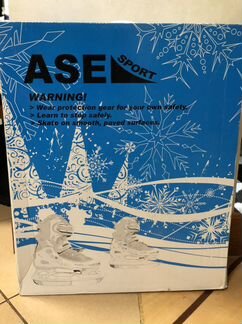 ASE SPORT
WARNING!
> Wear protection gear for your own safety.
> Learn to stop safely.
> Skate on smooth, paved surfaces.